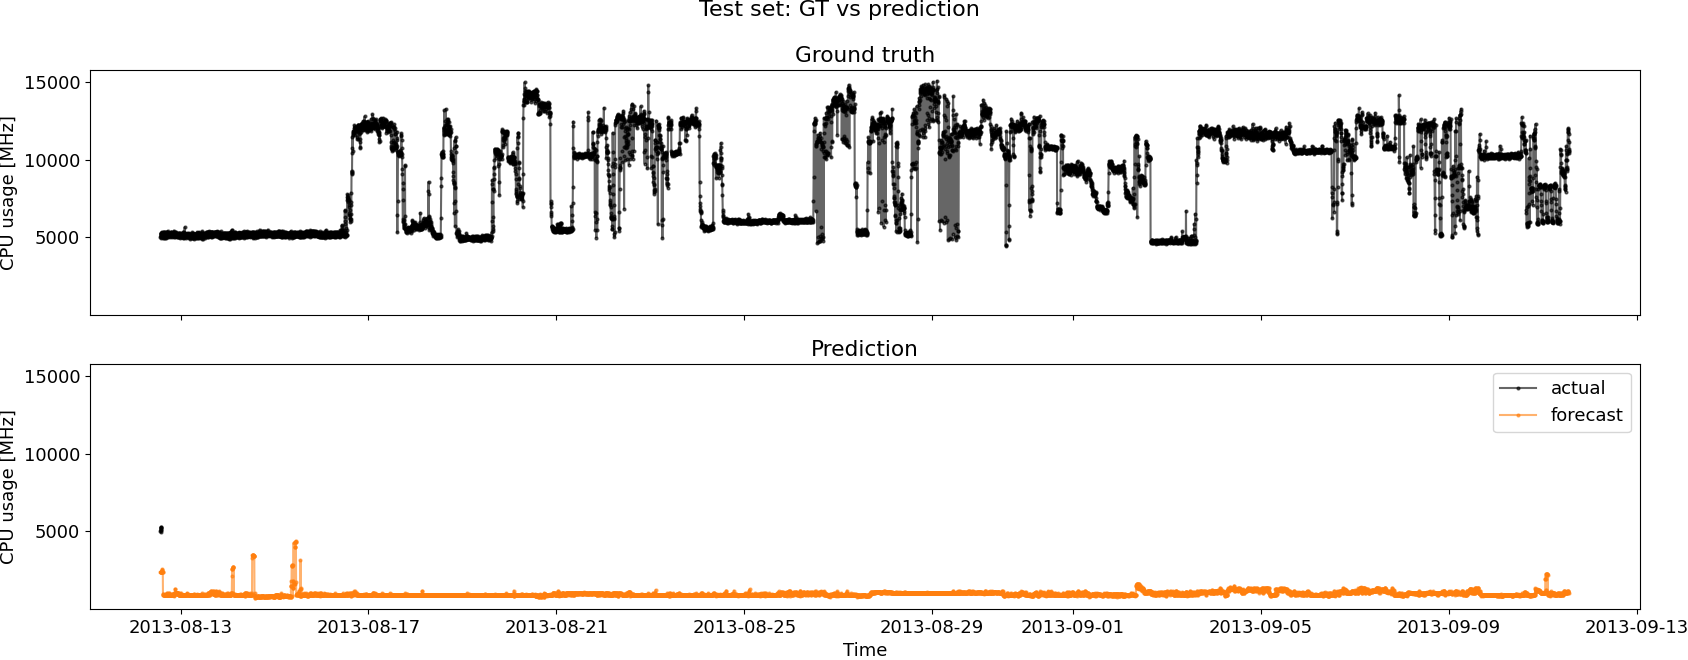 Test set: GT vs prediction
Ground truth
15000
10000
5000
CPU usage [MHz]
Prediction
15000
10000
5000
CPU usage [MHz]
actual
forecast
2013-08-13 2013-08-17 2013-08-21 2013-08-25 2013-08-29 2013-09-01 2013-09-05 2013-09-09 2013-09-13
Time